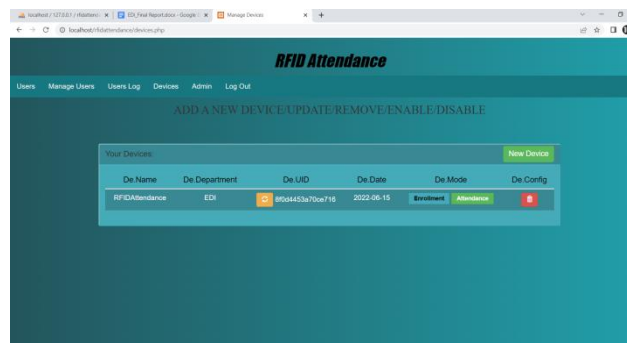 localhost / 127.0.0.1 / rfidattend
EDI_Final Report.docx - Google
Manage Devices
localhost/rfidattendance/devices.php
RFID Attendance
Users Manage Users Users Log Devices Admin Log Out
ADD A NEW DEVICE/UPDATE/REMOVE/ENABLE/DISABLE
Your Devices: New Device
De.Name De.Department De.UID De.Date De.Mode De.Config
RFIDAttendance EDI 8f0d4453a70ce716 2022-06-15 Enrollment Attendance